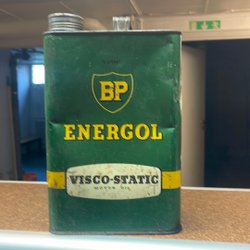 BP
ENERGOL
VISCO-STATIC
MOTOR OIL